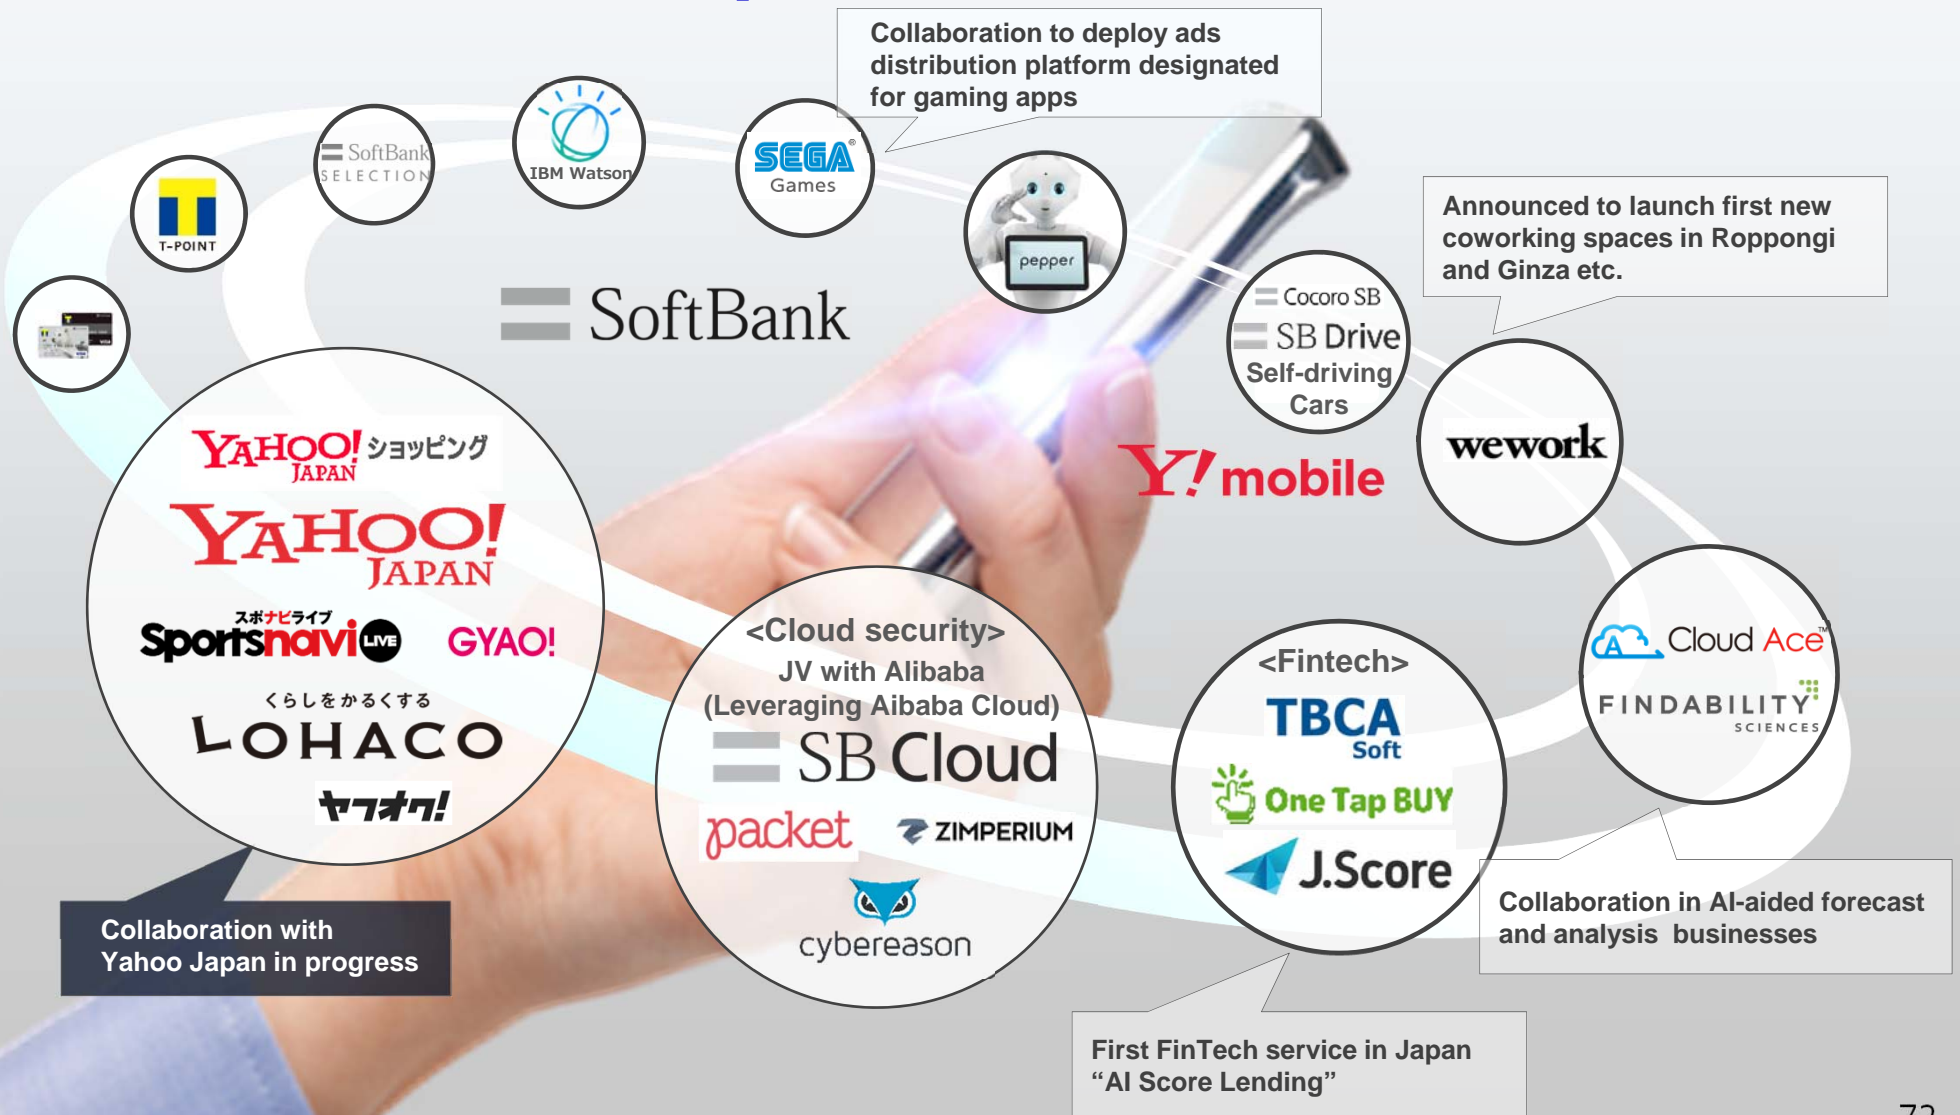 Collaboration to deploy ads
distribution platform designated
for gaming apps
SoftBank
SELECTION
IBM Watson
SEGA®
Games
T-POINT
pepper
Announced to launch first new
coworking spaces in Roppongi
and Ginza etc.
Cocoro SB
SB Drive
Self-driving
Cars
SoftBank
wework
Y!mobile
YAHOO!
JAPAN
ショッピング
YAHOO!
JAPAN
スポナビライブ
Sportsnavi LIVE
GYAO!
くらしをかるくする
LOHACO
ヤフオク!
<Cloud security>
JV with Alibaba
(Leveraging Aibaba Cloud)
SB Cloud
packet
ZIMPERIUM
cybereason
<Fintech>
TBCA
Soft
One Tap BUY
J.Score
Cloud Ace™
FINDABILITY
SCIENCES
Collaboration with
Yahoo Japan in progress
Collaboration in AI-aided forecast
and analysis businesses
First FinTech service in Japan
“AI Score Lending”